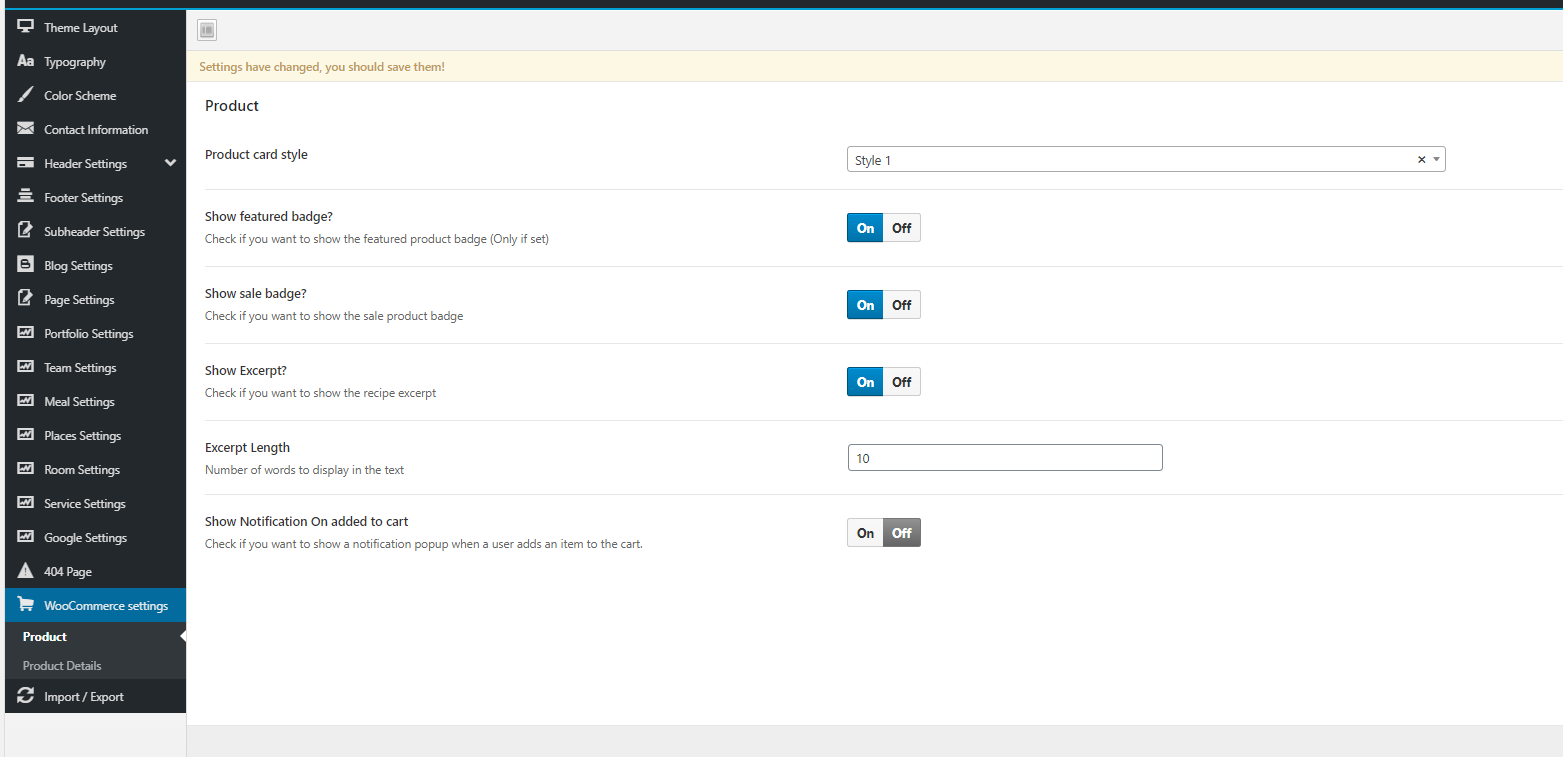 Theme Layout
Aa Typography
Color Scheme
Contact Information
Header Settings
Footer Settings
Subheader Settings
Blog Settings
Page Settings
Portfolio Settings
Team Settings
Meal Settings
Places Settings
Room Settings
Service Settings
Google Settings
404 Page
WooCommerce settings
Product
Product Details
Import / Export
Settings have changed, you should save them!
Product
Product card style
Style 1
Show featured badge?
Check if you want to show the featured product badge (Only if set)
On Off
Show sale badge?
Check if you want to show the sale product badge
On Off
Show Excerpt?
Check if you want to show the recipe excerpt
On Off
Excerpt Length
Number of words to display in the text
10
Show Notification On added to cart
Check if you want to show a notification popup when a user adds an item to the cart.
On Off